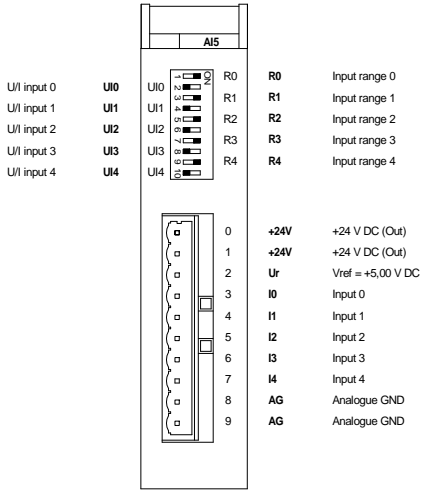 AI5
ON
1 R0 R0 Input range 0
U/I input 0 UI0 UI0 2
3 R1 R1 Input range 1
U/I input 1 UI1 UI1 4
5 R2 R2 Input range 2
U/I input 2 UI2 UI2 6
7 R3 R3 Input range 3
U/I input 3 UI3 UI3 8
9 R4 R4 Input range 4
U/I input 4 UI4 UI4 10
0 +24V +24 V DC (Out)
1 +24V +24 V DC (Out)
2 Ur Vref = +5,00 V DC
3 I0 Input 0
4 I1 Input 1
5 I2 Input 2
6 I3 Input 3
7 I4 Input 4
8 AG Analogue GND
9 AG Analogue GND